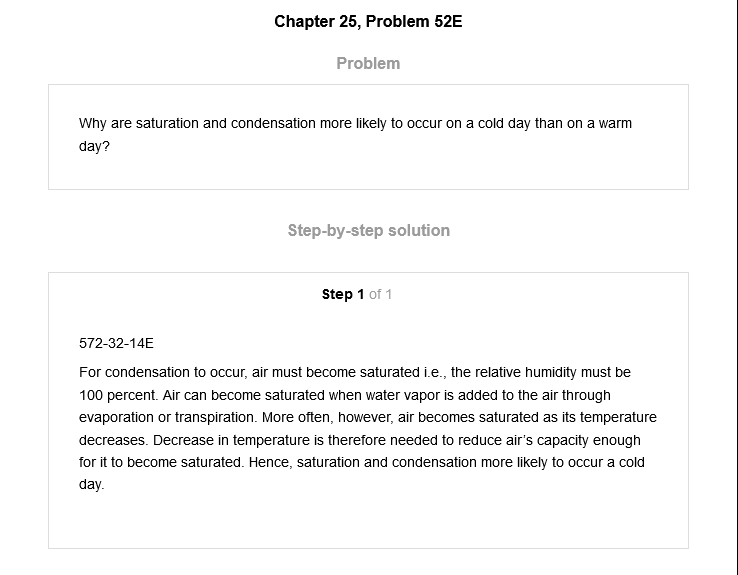 Chapter 25, Problem 52E
Problem
Why are saturation and condensation more likely to occur on a cold day than on a warm
day?
Step-by-step solution
Step 1 of 1
572-32-14E
For condensation to occur, air must become saturated i.e., the relative humidity must be
100 percent. Air can become saturated when water vapor is added to the air through
evaporation or transpiration. More often, however, air becomes saturated as its temperature
decreases. Decrease in temperature is therefore needed to reduce air's capacity enough
for it to become saturated. Hence, saturation and condensation more likely to occur a cold
day.